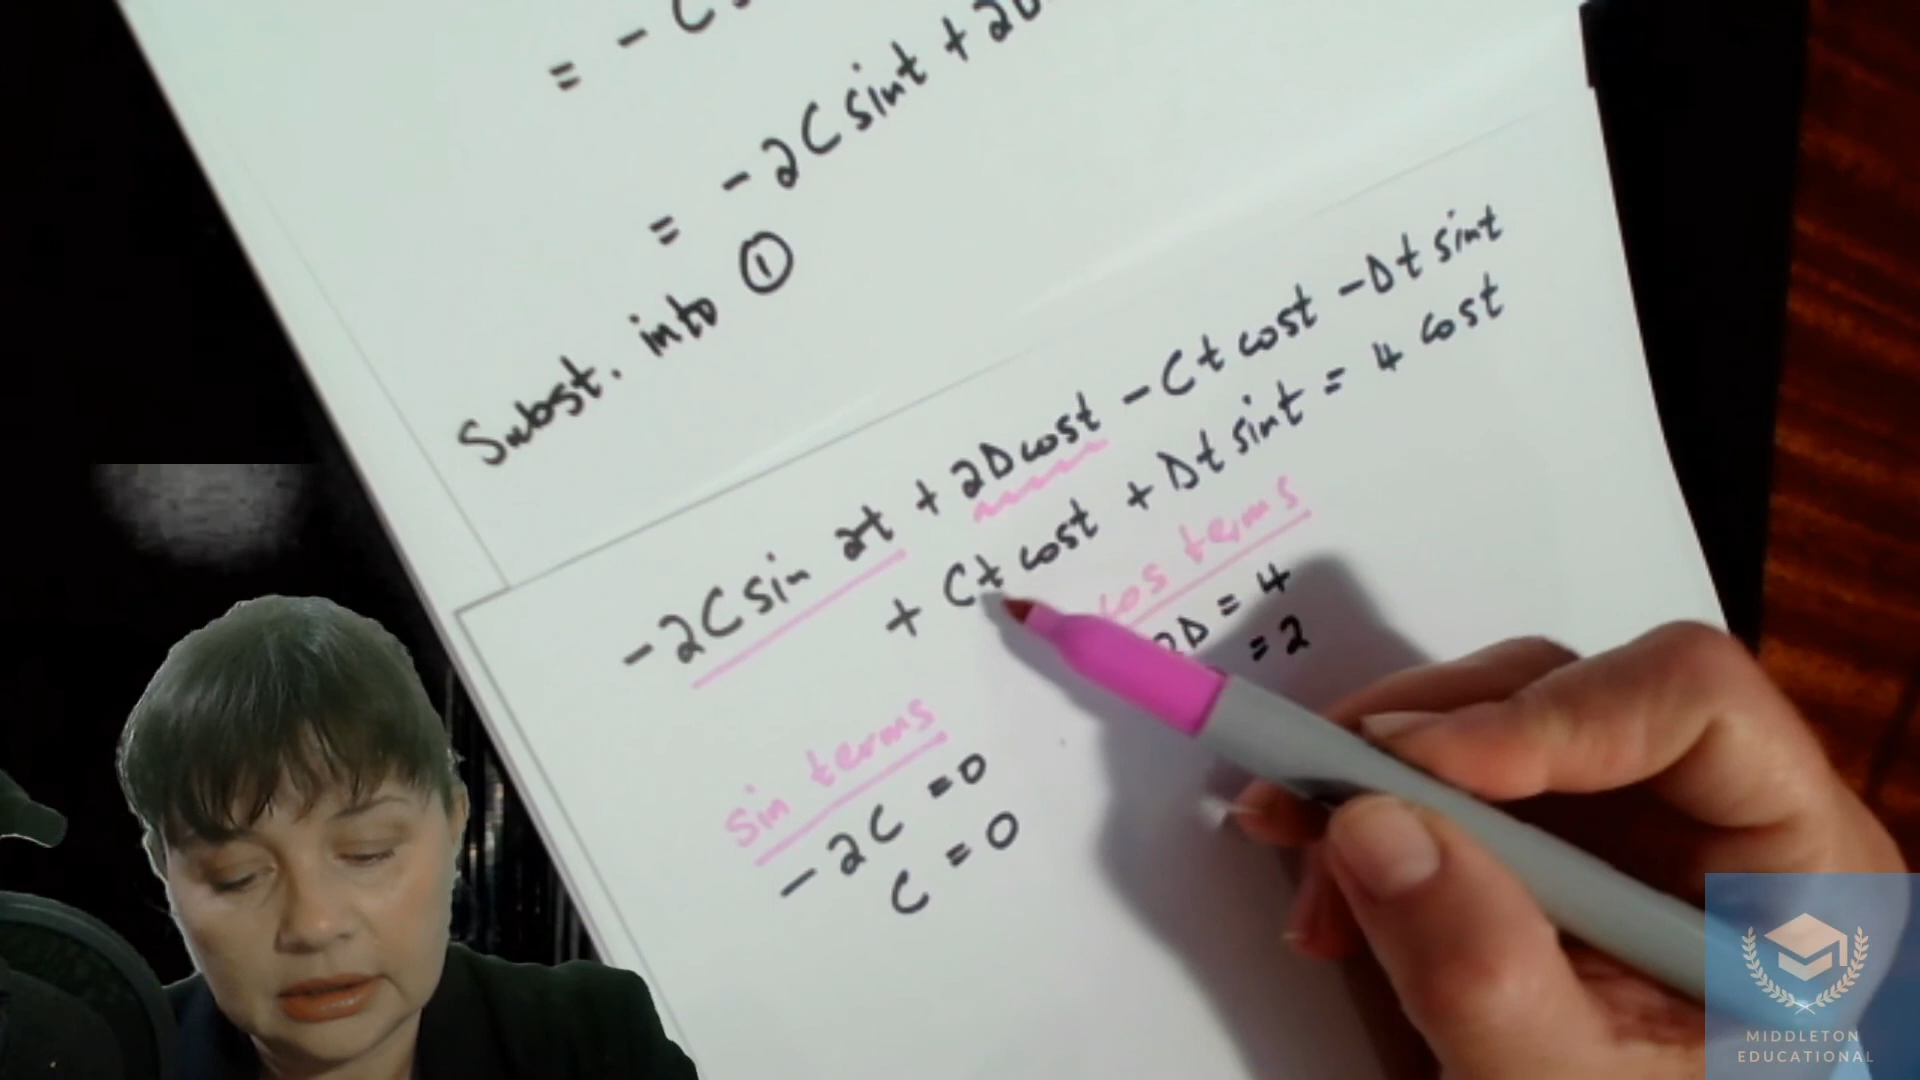 = - C
= -2C sint + 2D
Subst. into ①
-2C sin 2t + 2D cost - Ct cost - Dt sint
+ Ct cost + Dt sint = 4 cost
sin terms
-2C = 0
C = 0
cos terms
2D = 4
= 2
MIDDLETON
EDUCATIONAL